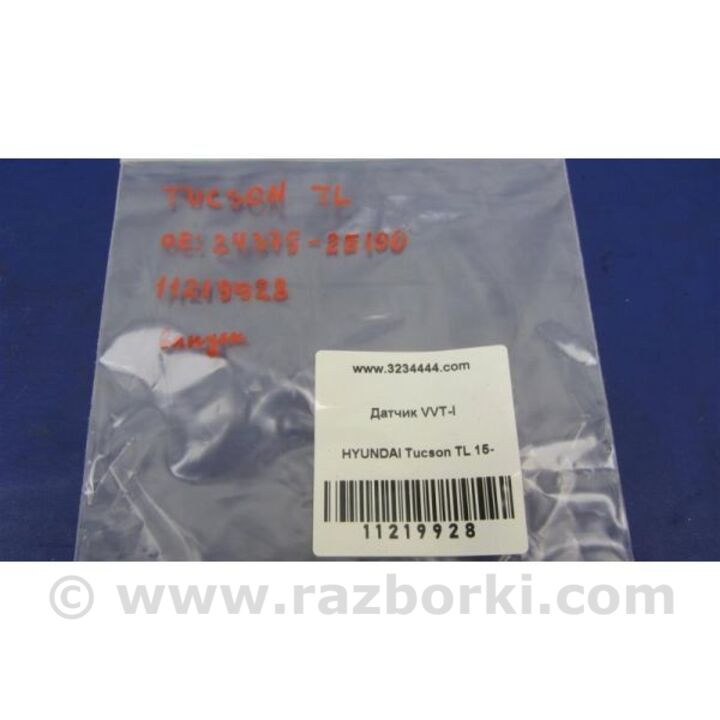 TUCSON TL
OE: 24375-2E190
11219928
выпуск
www.3234444.com
Датчик VVT-I
HYUNDAI Tucson TL 15-
11219928
© www.razborki.com